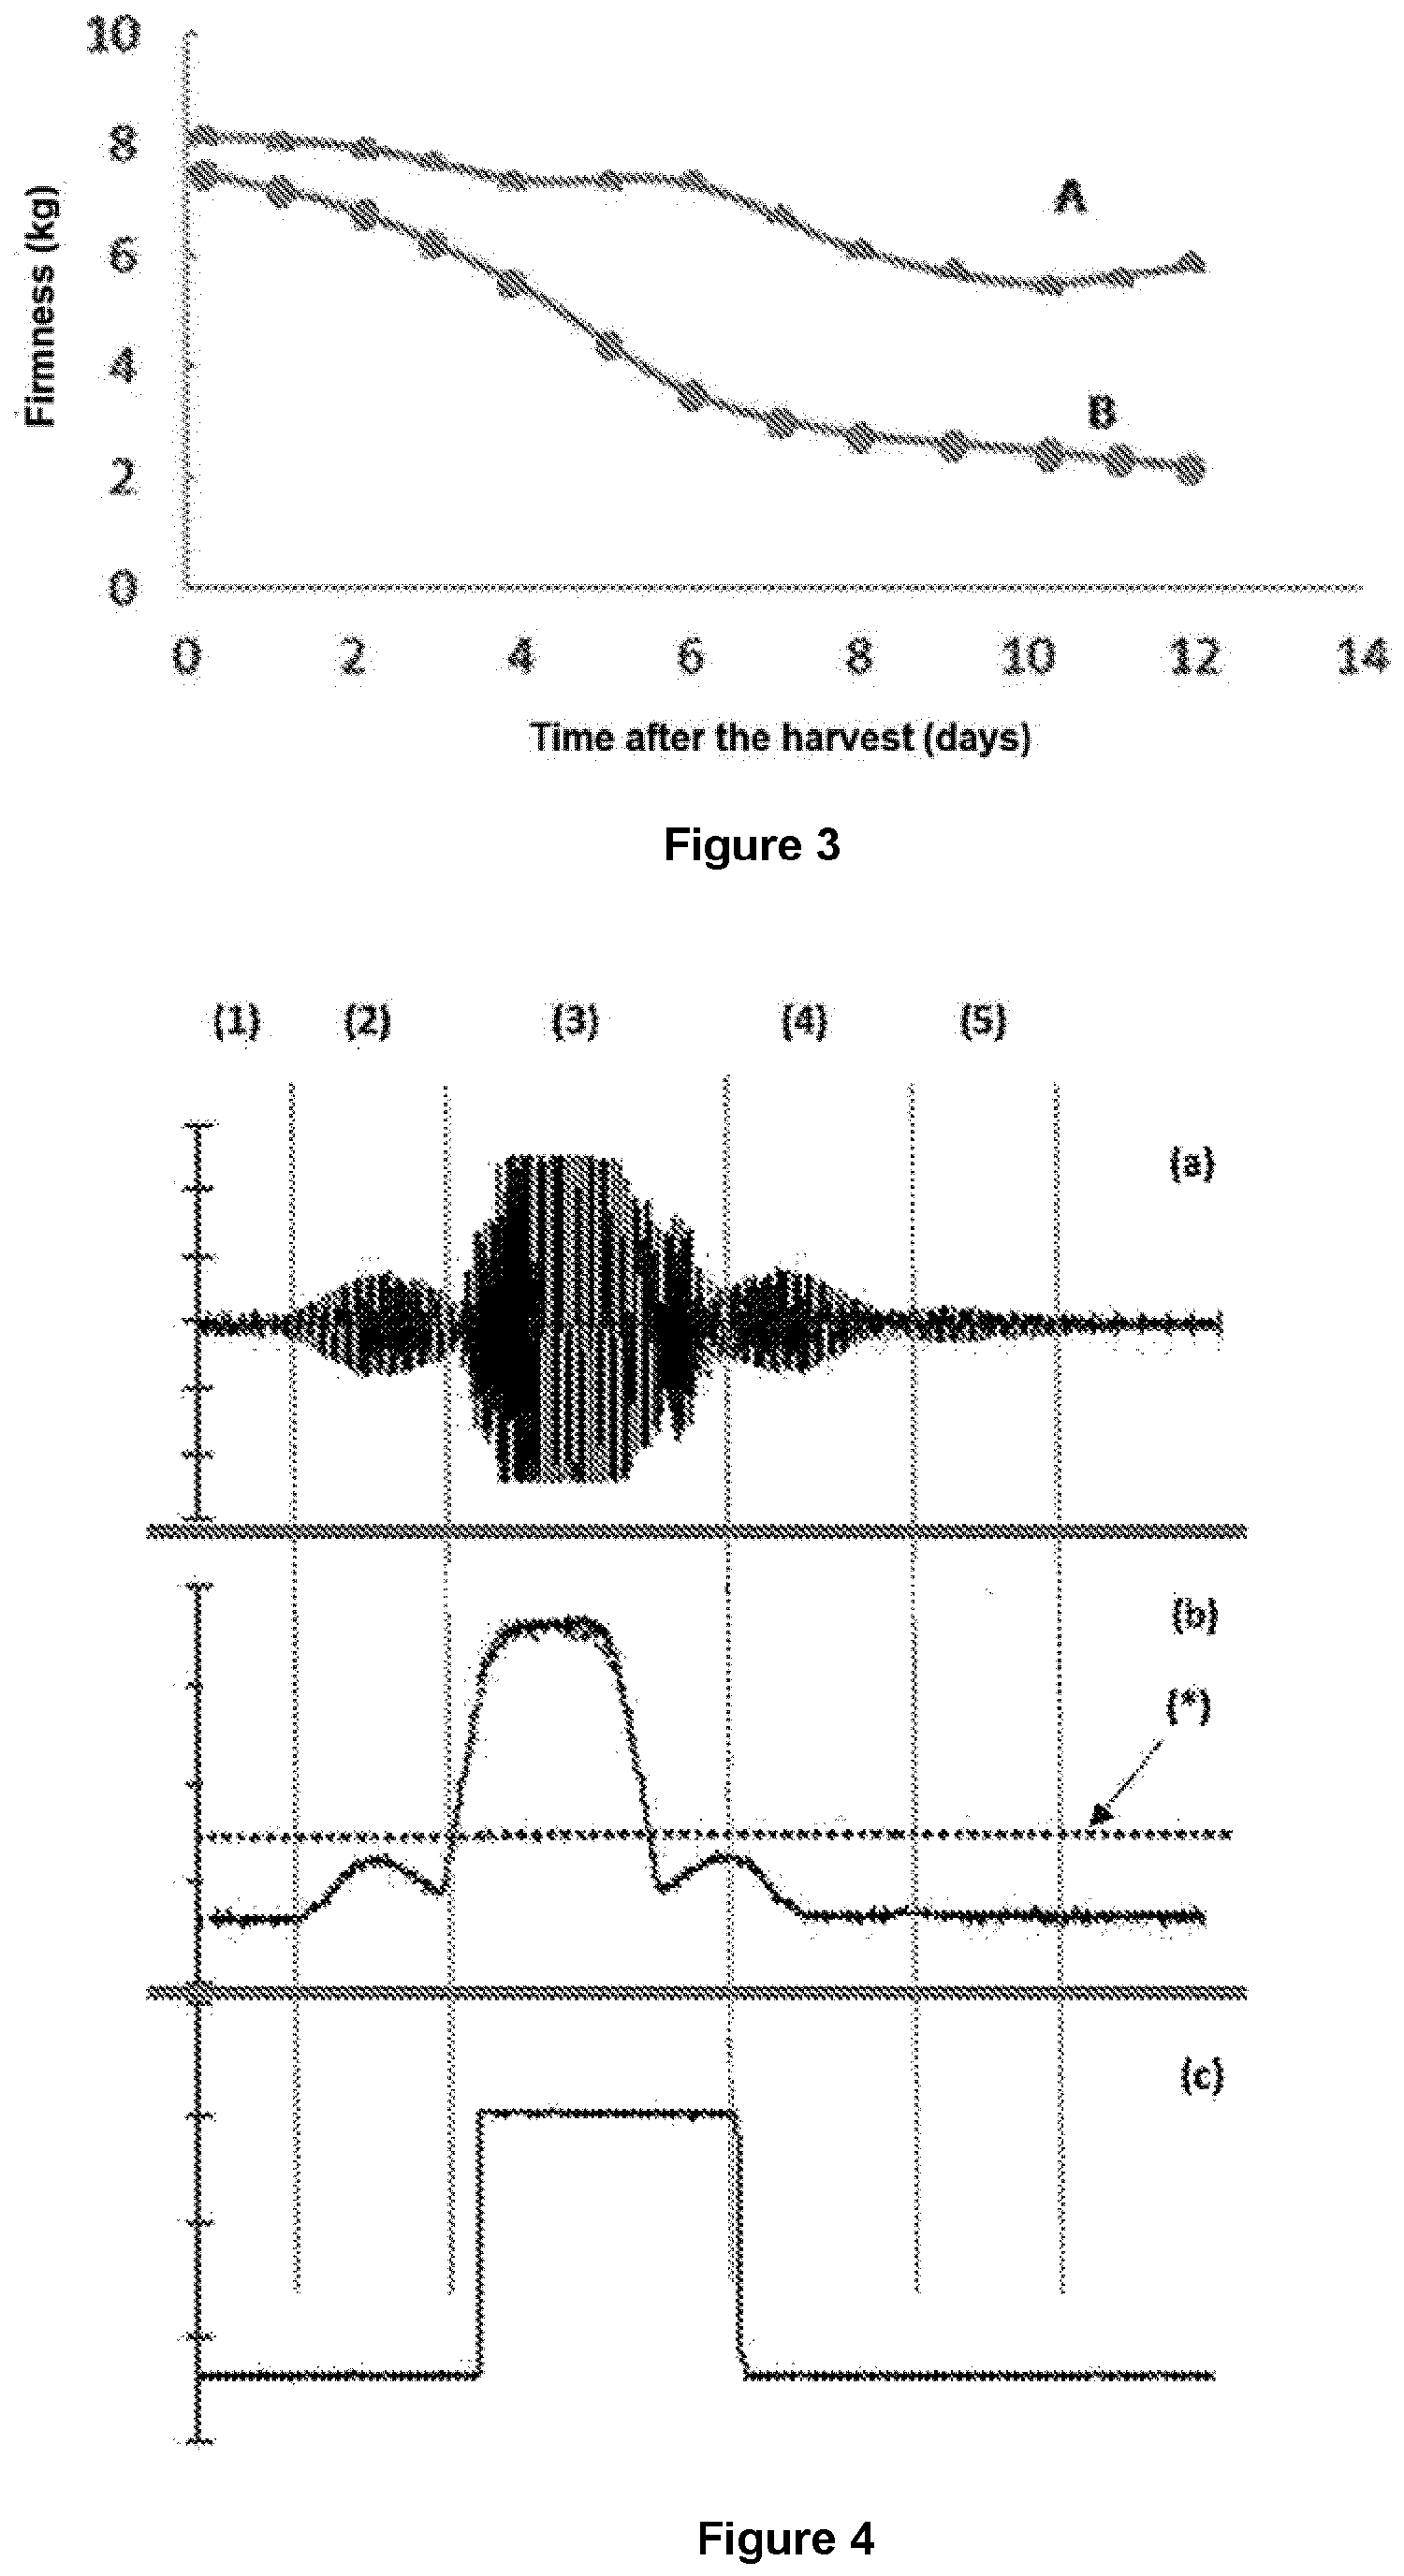 10
8
6
4
2
0
Firmness (kg)
A
B
0 2 4 6 8 10 12 14
Time after the harvest (days)
Figure 3
(1) (2) (3) (4) (5)
(a)
(b)
(*)
(c)
Figure 4